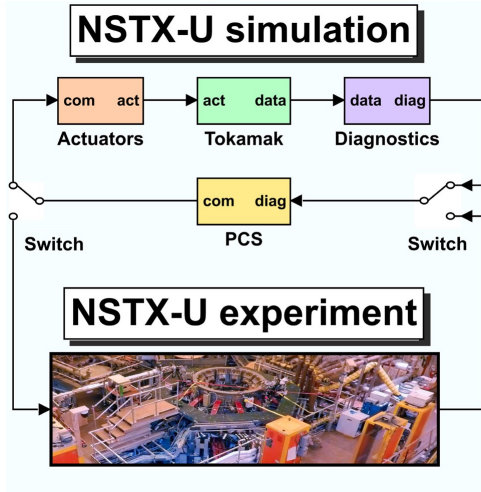 NSTX-U simulation
com act
act data
data diag
Actuators
Tokamak
Diagnostics
com diag
Switch
PCS
Switch
NSTX-U experiment